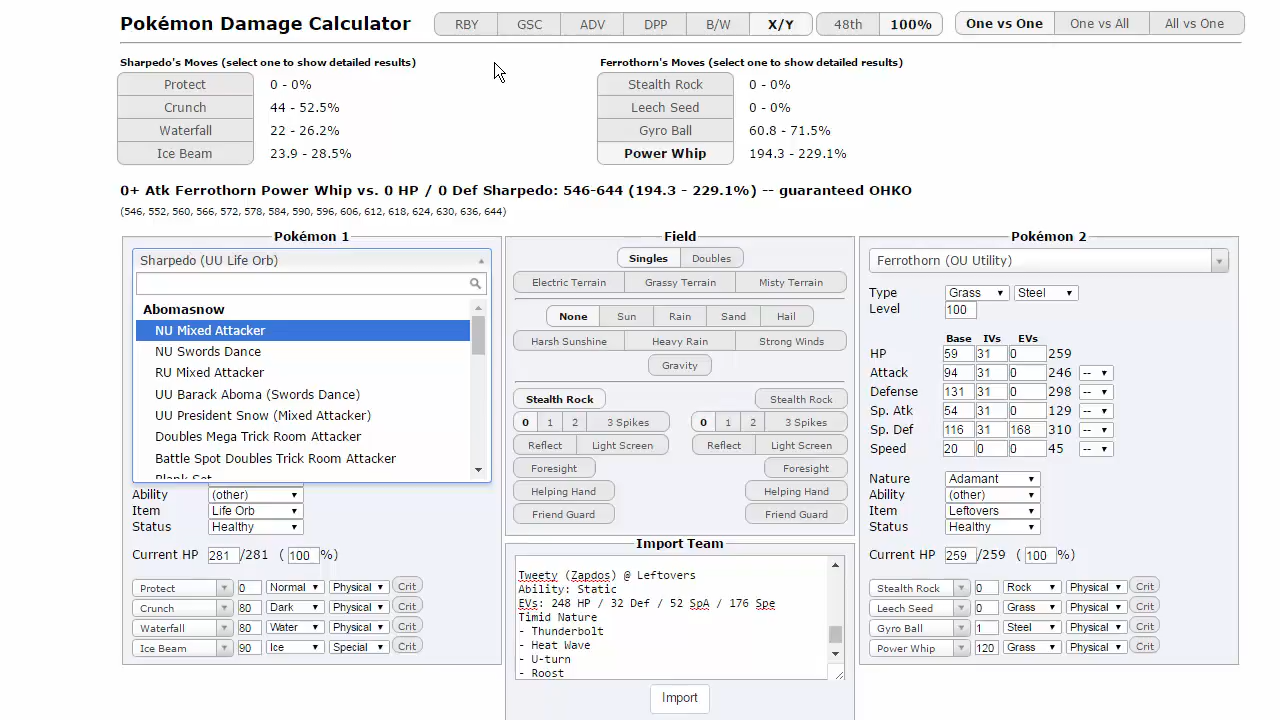 Pokémon Damage Calculator RBY GSC ADV DPP B/W X/Y 48th 100% One vs One One vs All All vs One
Sharpedo's Moves (select one to show detailed results) Ferrothorn's Moves (select one to show detailed results)
Protect 0 - 0% Stealth Rock 0 - 0%
Crunch 44 - 52.5% Leech Seed 0 - 0%
Waterfall 22 - 26.2% Gyro Ball 60.8 - 71.5%
Ice Beam 23.9 - 28.5% Power Whip 194.3 - 229.1%
0+ Atk Ferrothorn Power Whip vs. 0 HP / 0 Def Sharpedo: 546-644 (194.3 - 229.1%) -- guaranteed OHKO
(546, 552, 560, 566, 572, 578, 584, 590, 596, 606, 612, 618, 624, 630, 636, 644)
Pokémon 1
Sharpedo (UU Life Orb)
Abomasnow
NU Mixed Attacker
NU Swords Dance
RU Mixed Attacker
UU Barack Aboma (Swords Dance)
UU President Snow (Mixed Attacker)
Doubles Mega Trick Room Attacker
Battle Spot Doubles Trick Room Attacker
Blank Set
Ability (other)
Item Life Orb
Status Healthy
Current HP 281 /281 ( 100 %)
Protect 0 Normal Physical Crit
Crunch 80 Dark Physical Crit
Waterfall 80 Water Physical Crit
Ice Beam 90 Ice Special Crit
Field
Singles Doubles
Electric Terrain Grassy Terrain Misty Terrain
None Sun Rain Sand Hail
Harsh Sunshine Heavy Rain Strong Winds
Gravity
Stealth Rock Stealth Rock
0 1 2 3 Spikes 0 1 2 3 Spikes
Reflect Light Screen Reflect Light Screen
Foresight Foresight
Helping Hand Helping Hand
Friend Guard Friend Guard
Import Team
Tweety (Zapdos) @ Leftovers
Ability: Static
EVs: 248 HP / 32 Def / 52 SpA / 176 Spe
Timid Nature
- Thunderbolt
- Heat Wave
- U-turn
- Roost
Import
Pokémon 2
Ferrothorn (OU Utility)
Type Grass Steel
Level 100
Base IVs EVs
HP 59 31 0 259
Attack 94 31 0 246 --
Defense 131 31 0 298 --
Sp. Atk 54 31 0 129 --
Sp. Def 116 31 168 310 --
Speed 20 0 0 45 --
Nature Adamant
Ability (other)
Item Leftovers
Status Healthy
Current HP 259 /259 ( 100 %)
Stealth Rock 0 Rock Physical Crit
Leech Seed 0 Grass Physical Crit
Gyro Ball 1 Steel Physical Crit
Power Whip 120 Grass Physical Crit